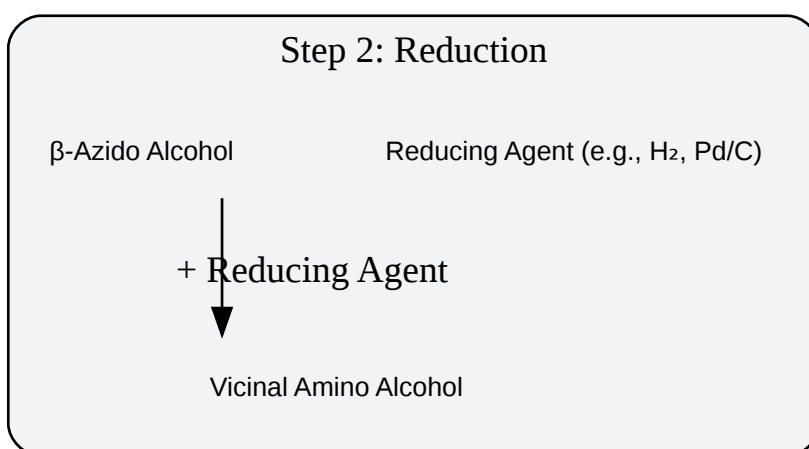 Step 2: Reduction
β-Azido Alcohol
Reducing Agent (e.g., H₂, Pd/C)
+ Reducing Agent
Vicinal Amino Alcohol